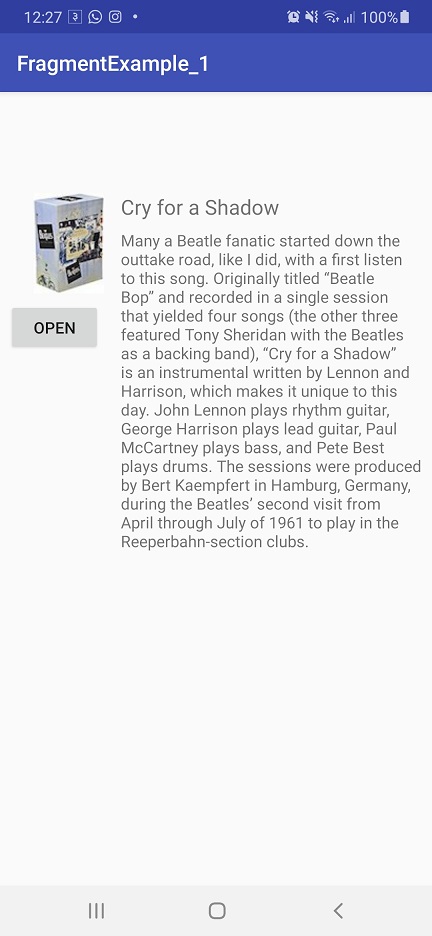 12:27 ३ 100%
FragmentExample_1
Cry for a Shadow
Many a Beatle fanatic started down the
outtake road, like I did, with a first listen
to this song. Originally titled “Beatle
Bop” and recorded in a single session
that yielded four songs (the other three
featured Tony Sheridan with the Beatles
as a backing band), “Cry for a Shadow”
is an instrumental written by Lennon and
Harrison, which makes it unique to this
day. John Lennon plays rhythm guitar,
George Harrison plays lead guitar, Paul
McCartney plays bass, and Pete Best
plays drums. The sessions were produced
by Bert Kaempfert in Hamburg, Germany,
during the Beatles’ second visit from
April through July of 1961 to play in the
Reeperbahn-section clubs.
OPEN